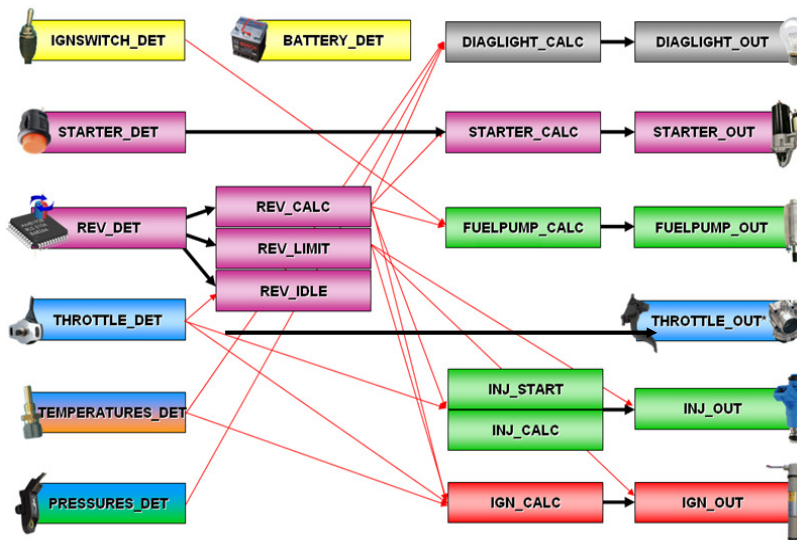 IGNSWITCH_DET
BATTERY_DET
DIAGLIGHT_CALC
DIAGLIGHT_OUT
STARTER_DET
STARTER_CALC
STARTER_OUT
REV_DET
REV_CALC
REV_LIMIT
REV_IDLE
FUELPUMP_CALC
FUELPUMP_OUT
THROTTLE_DET
THROTTLE_OUT*
TEMPERATURES_DET
INJ_START
INJ_CALC
INJ_OUT
PRESSURES_DET
IGN_CALC
IGN_OUT